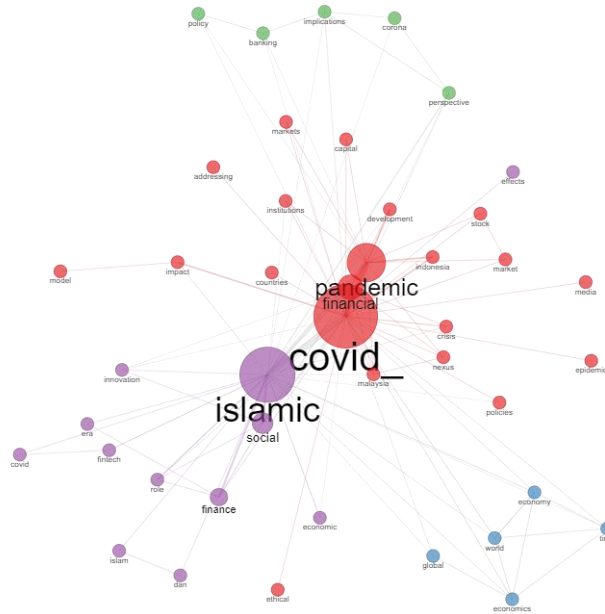 policy
implications
corona
banking
perspective
markets
capital
addressing
effects
institutions
development
stock
indonesia
market
impact
model
countries
pandemic
financial
media
crisis
covid_
nexus
epidemic
malaysia
innovation
islamic
policies
era
social
fintech
covid
role
finance
economy
economic
world
global
islam
dan
ethical
economics